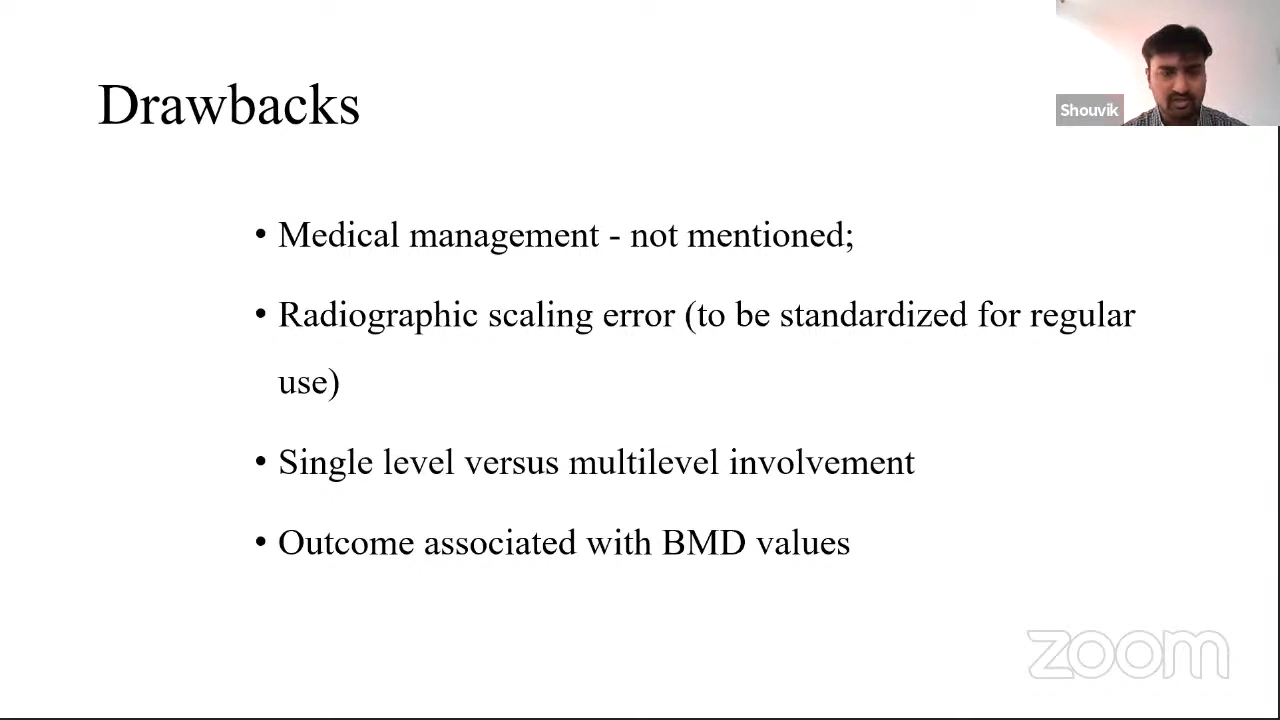 Drawbacks
Shouvik
• Medical management - not mentioned;
• Radiographic scaling error (to be standardized for regular
use)
• Single level versus multilevel involvement
• Outcome associated with BMD values
zoom